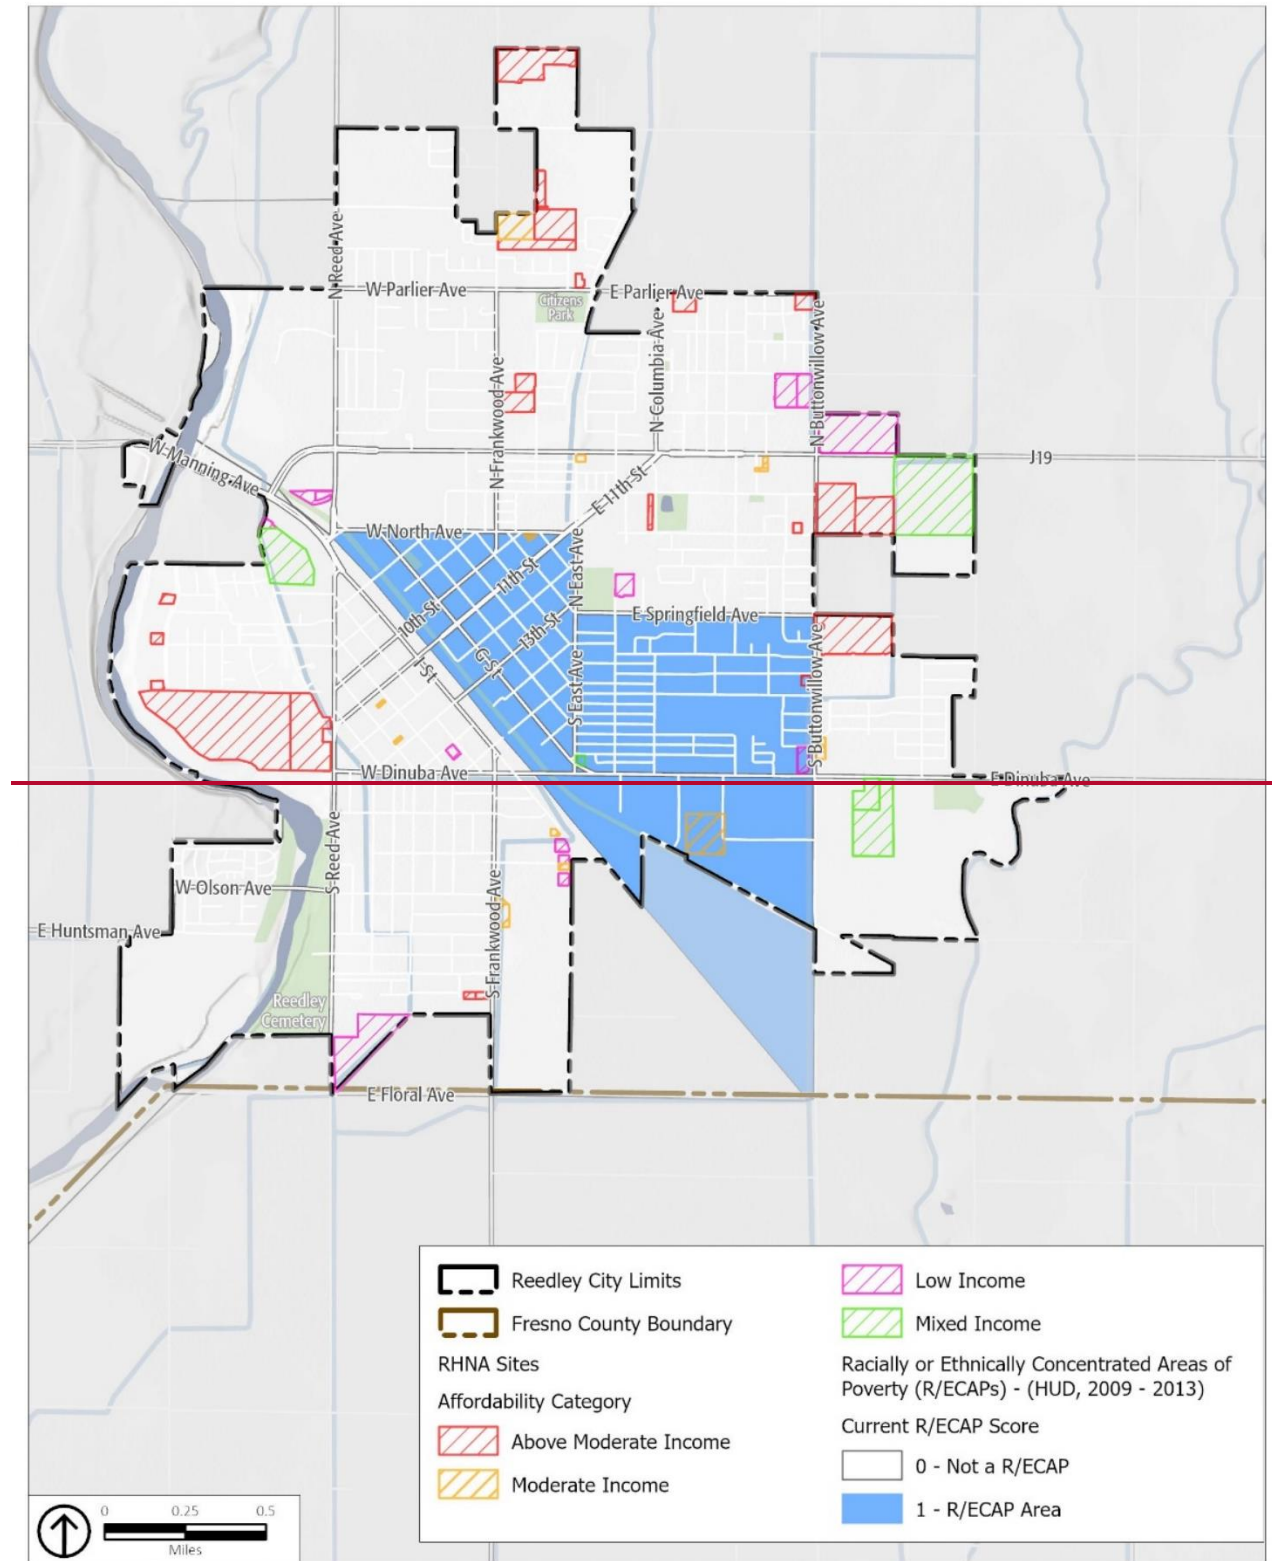 N Reed Ave
W Parlier Ave
Citizens
Park
E Parlier Ave
N Columbia Ave
N Buttonwillow Ave
N Frankwood Ave
W Manning Ave
J19
E 11th St
W North Ave
N East Ave
11th St
10th St
13th St
E Springfield Ave
G St
J St
S East Ave
S Buttonwillow Ave
W Dinuba Ave
E Dinuba Ave
S Reed Ave
W Olson Ave
S Frankwood Ave
E Huntsman Ave
Reedley
Cemetery
E Floral Ave
Reedley City Limits
Fresno County Boundary
RHNA Sites
Affordability Category
Above Moderate Income
Moderate Income
Low Income
Mixed Income
Racially or Ethnically Concentrated Areas of
Poverty (R/ECAPs) - (HUD, 2009 - 2013)
Current R/ECAP Score
0 - Not a R/ECAP
1 - R/ECAP Area
0 0.25 0.5
Miles